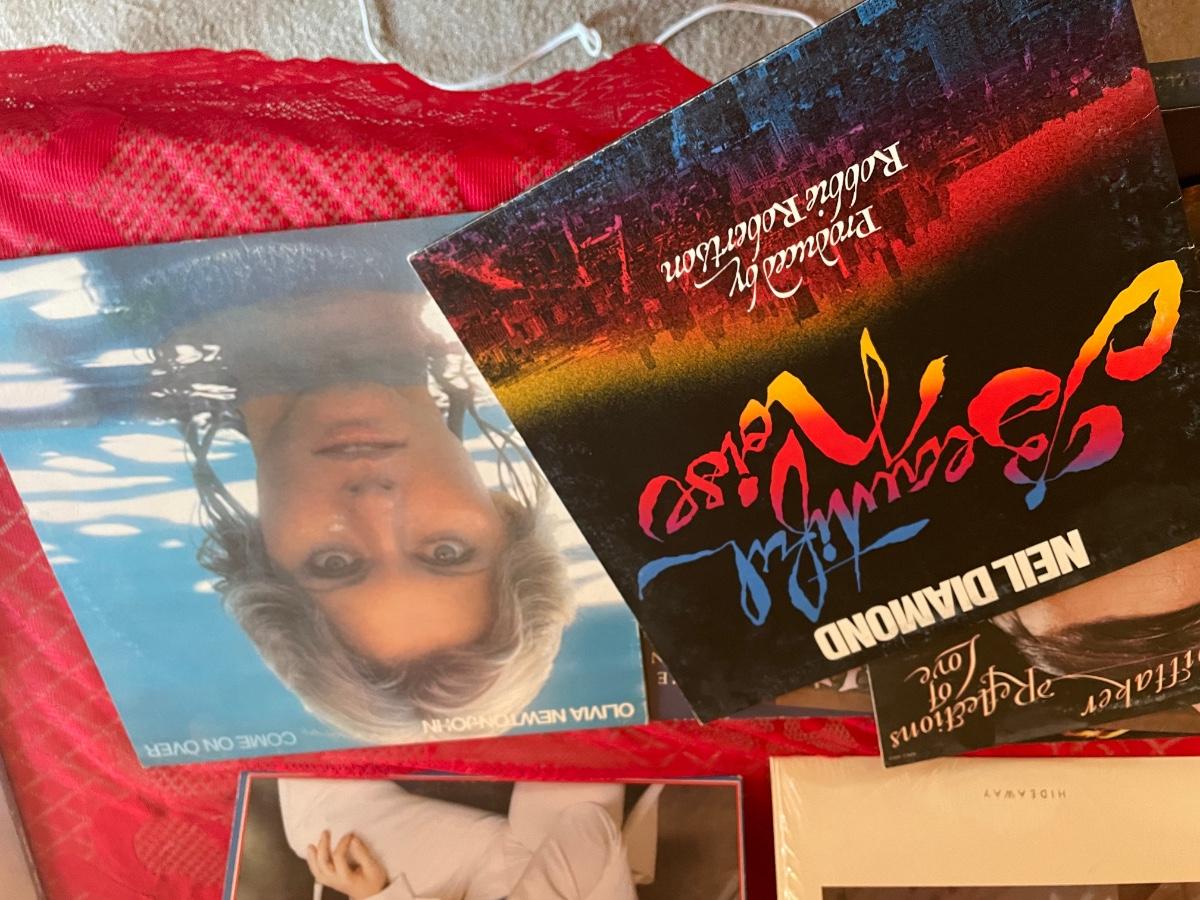 OLIVIA NEWTON-JOHN
COME ON OVER
NEIL DIAMOND
Beautiful
Noise
Produced by
Robbie Robertson
Reflections
of
Love
HIDEAWAY